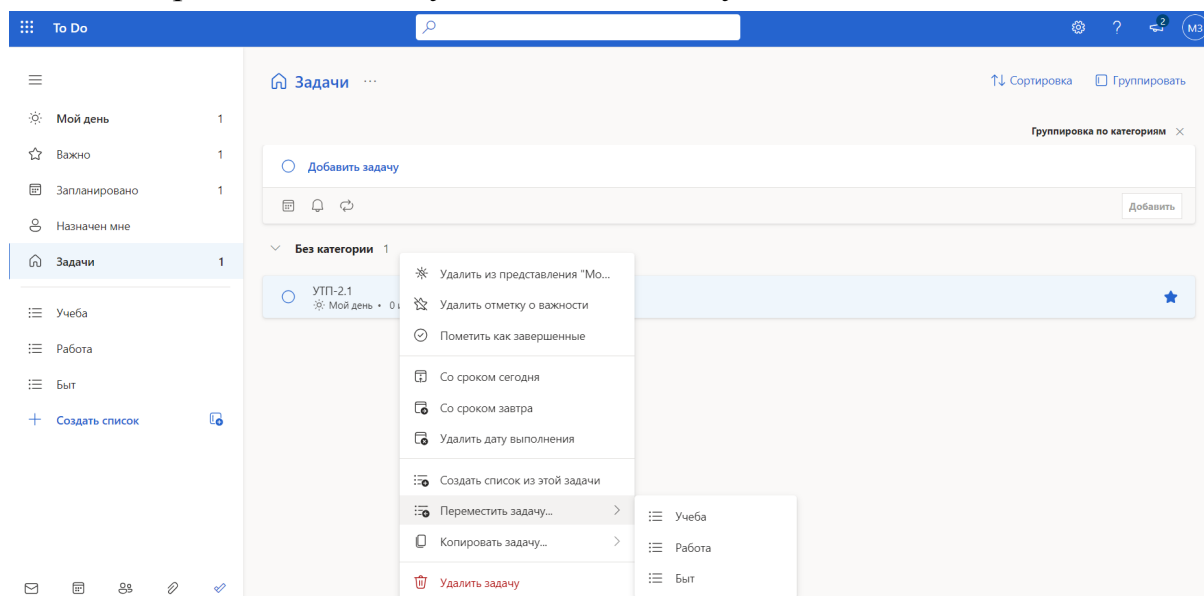 To Do
2
МЗ
Задачи ...
Сортировка
Группировать
Мой день 1
Группировка по категориям
Важно 1
Добавить задачу
Запланировано 1
Добавить
Назначен мне
Без категории 1
Задачи 1
Удалить из представления "Мо...
УТП-2.1
Мой день • 0
Удалить отметку о важности
Учеба
Пометить как завершенные
Работа
Со сроком сегодня
Быт
Со сроком завтра
Создать список
Удалить дату выполнения
Создать список из этой задачи
Переместить задачу...
Учеба
Копировать задачу...
Работа
Удалить задачу
Быт